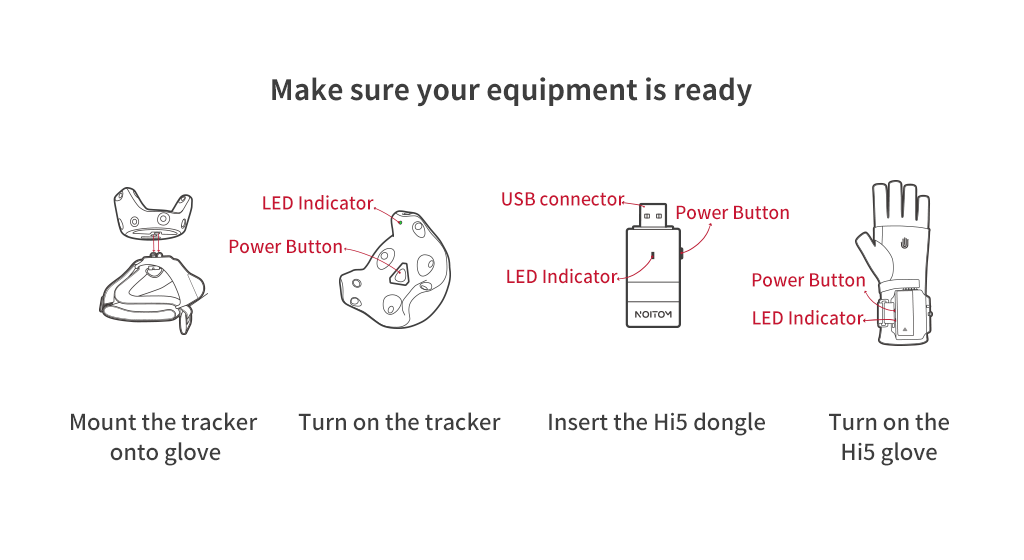 Make sure your equipment is ready
LED Indicator
Power Button
USB connector
Power Button
LED Indicator
NOITOM
Power Button
LED Indicator
Mount the tracker
onto glove
Turn on the tracker
Insert the Hi5 dongle
Turn on the
Hi5 glove